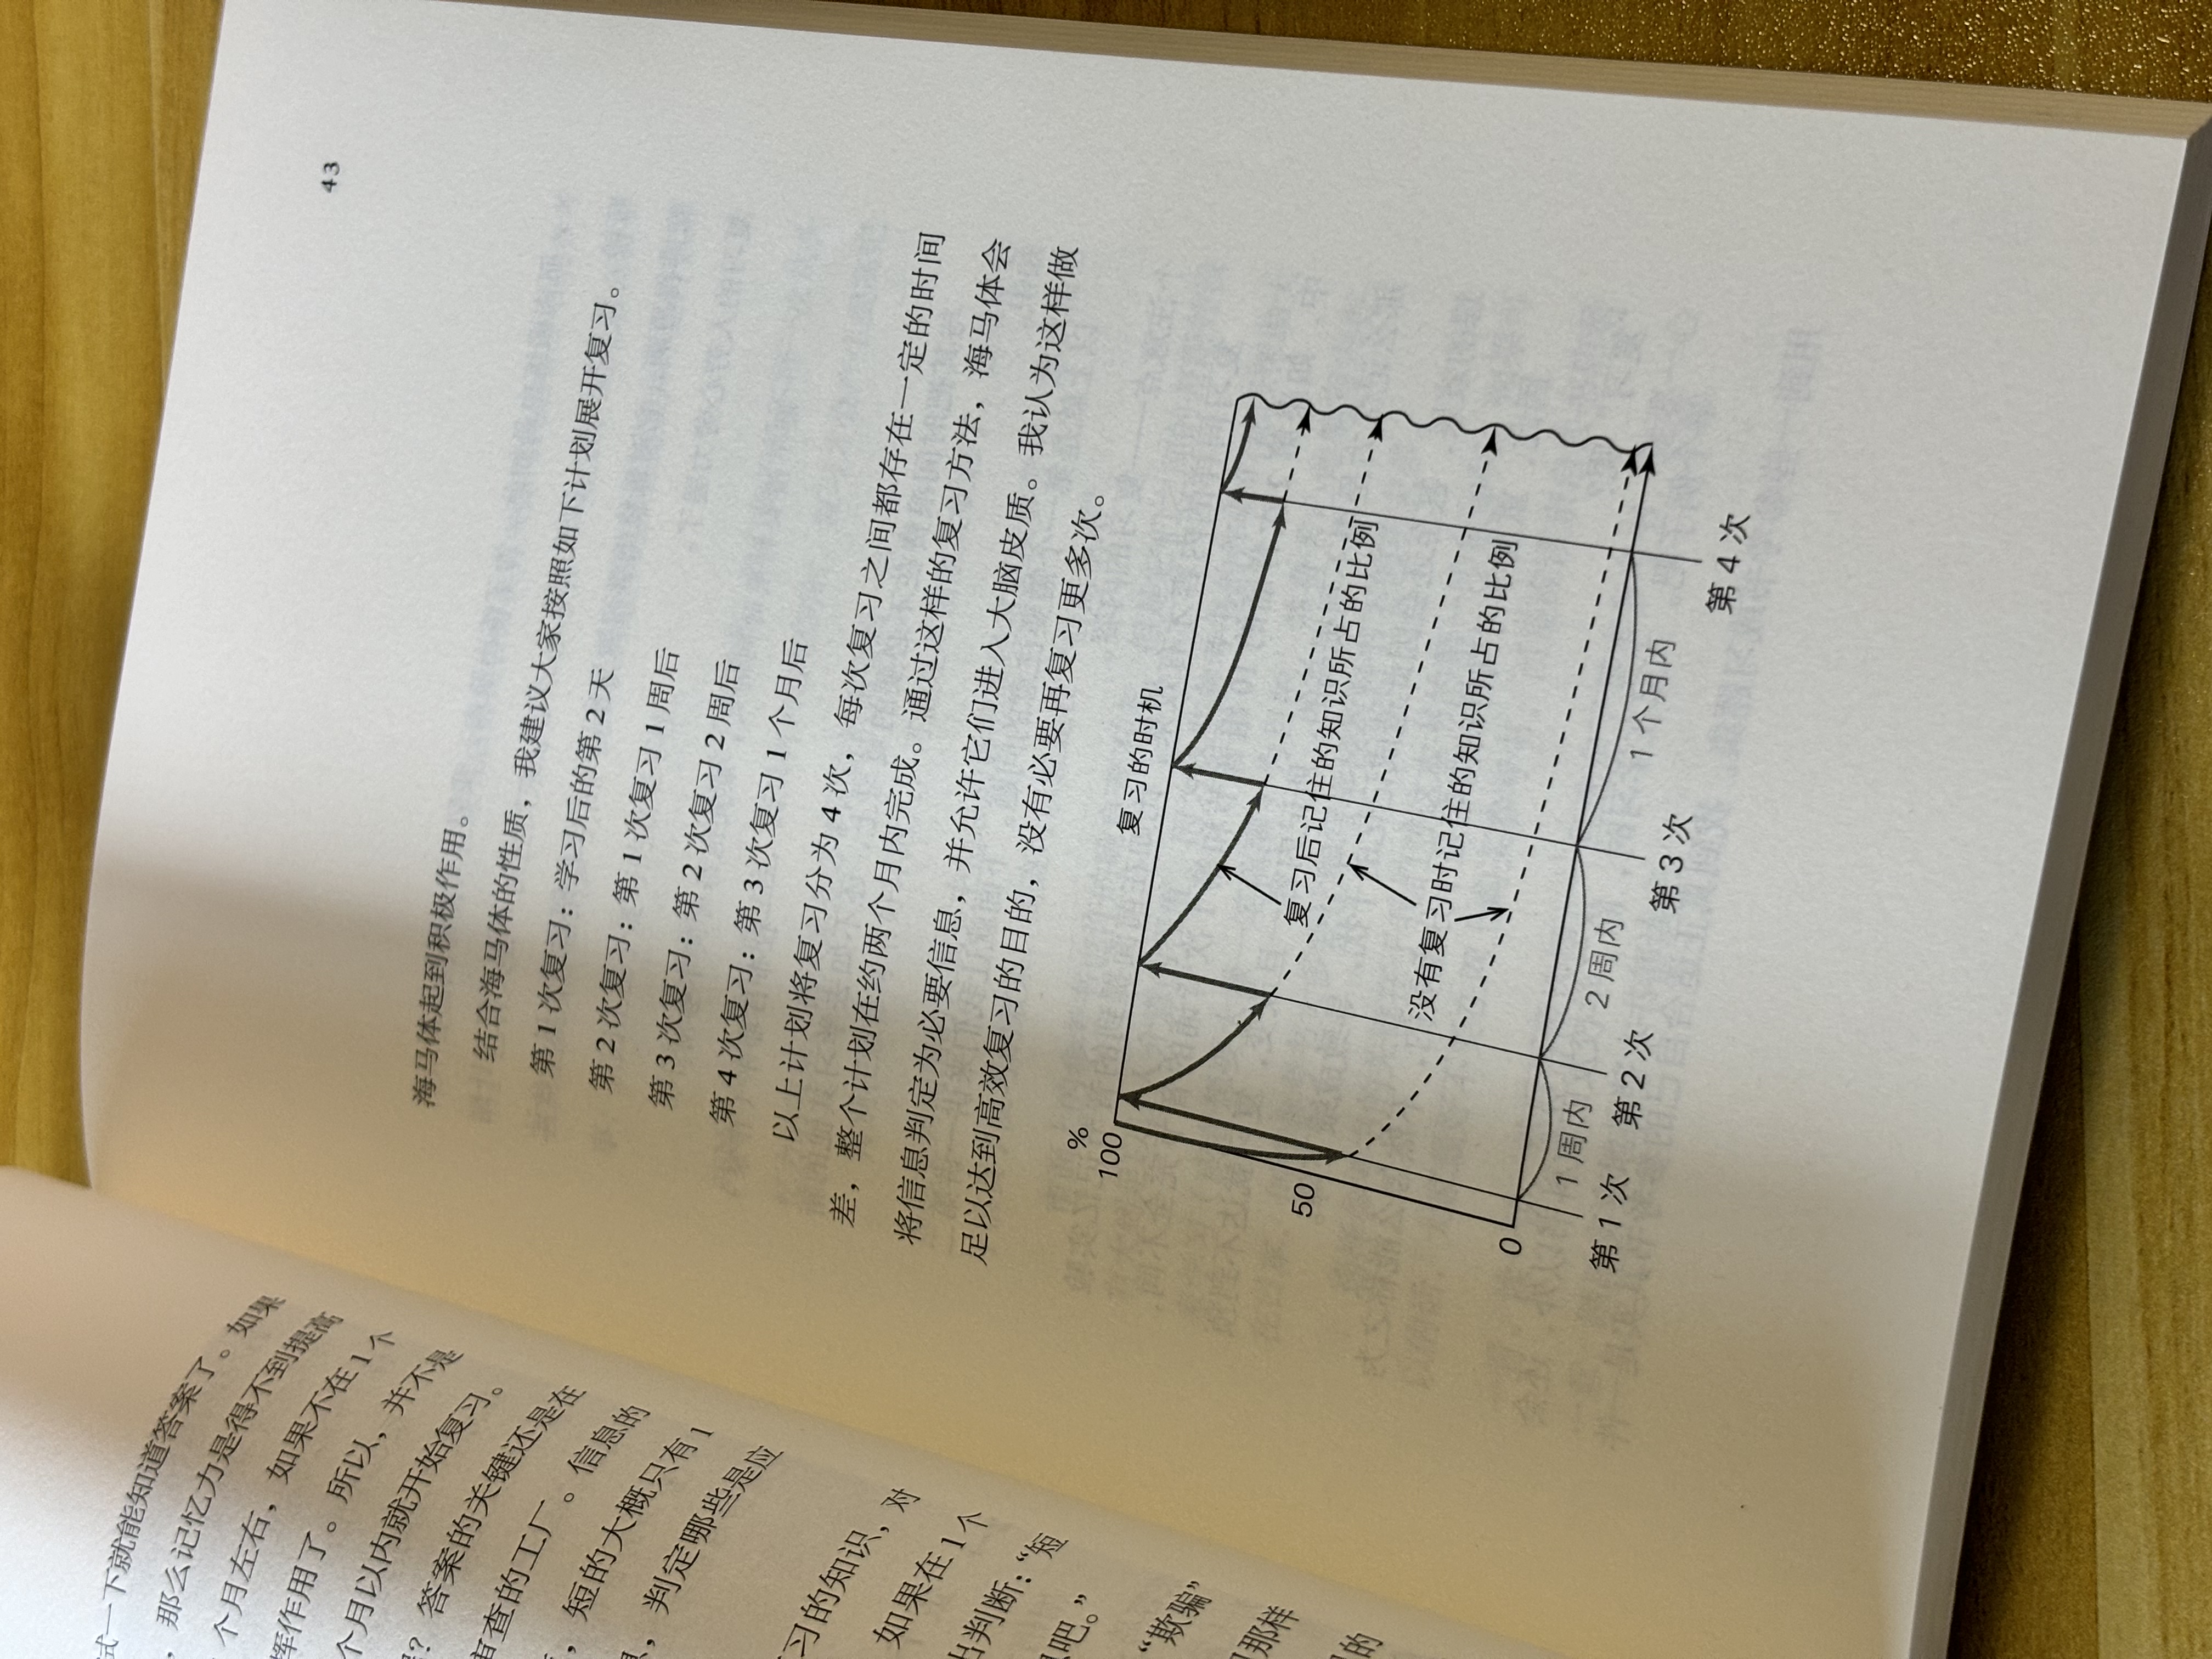 试一下就能知道答案了。如果
，那么记忆力是得不到提高
个月左右，如果不在1个
挥作用了。所以，并不是
个月以内就开始复习。
？答案的关键还是在
审查的工厂。信息的
，短的大概只有1
，判定哪些是应
习的知识，对
如果在1个
出判断：“短
吧。”
“欺骗”
那样
的
43
海马体起到积极作用。
结合海马体的性质，我建议大家按照如下计划展开复习。
第1次复习：学习后的第2天
第2次复习：第1次复习1周后
第3次复习：第2次复习2周后
第4次复习：第3次复习1个月后
以上计划将复习分为4次，每次复习之间都存在一定的时间
差，整个计划在约两个月内完成。通过这样的复习方法，海马体会
将信息判定为必要信息，并允许它们进入大脑皮质。我认为这样做
足以达到高效复习的目的，没有必要再复习更多次。
%
100
复习的时机
50
复习后记住的知识所占的比例
没有复习时记住的知识所占的比例
0
1周内
2周内
1个月内
第1次
第2次
第3次
第4次